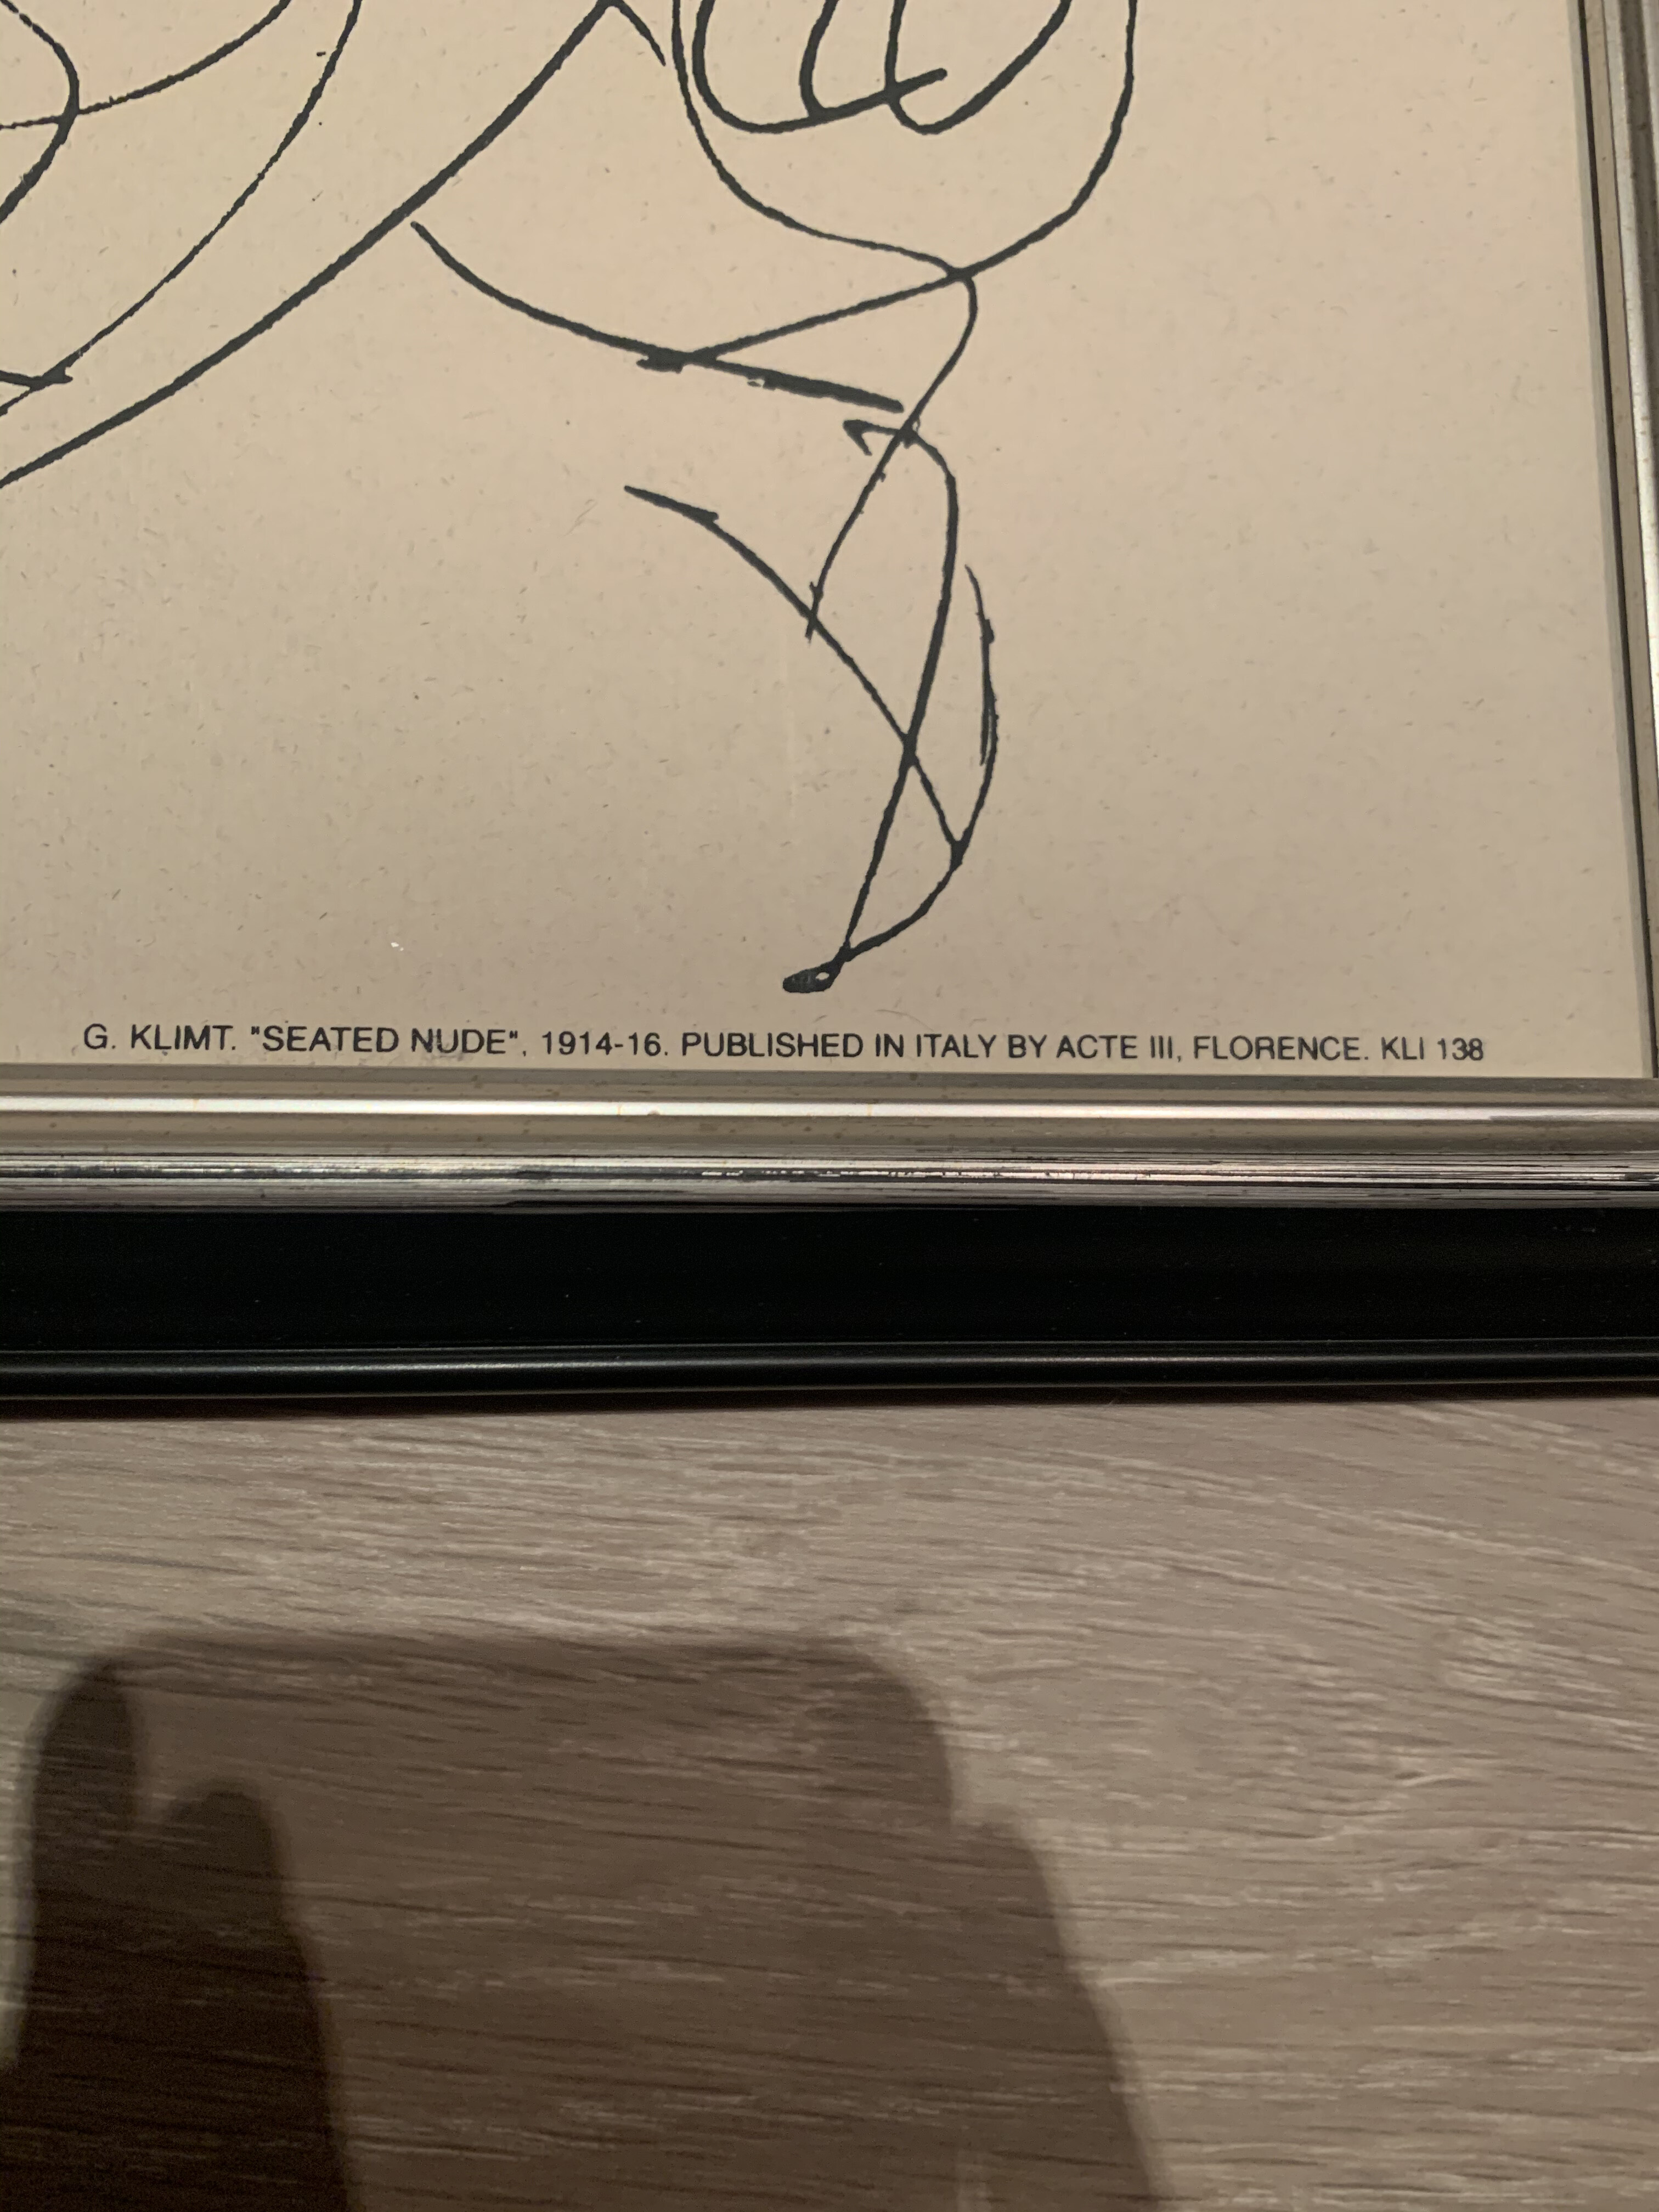 G. KLIMT. "SEATED NUDE". 1914-16. PUBLISHED IN ITALY BY ACTE III, FLORENCE. KLI 138